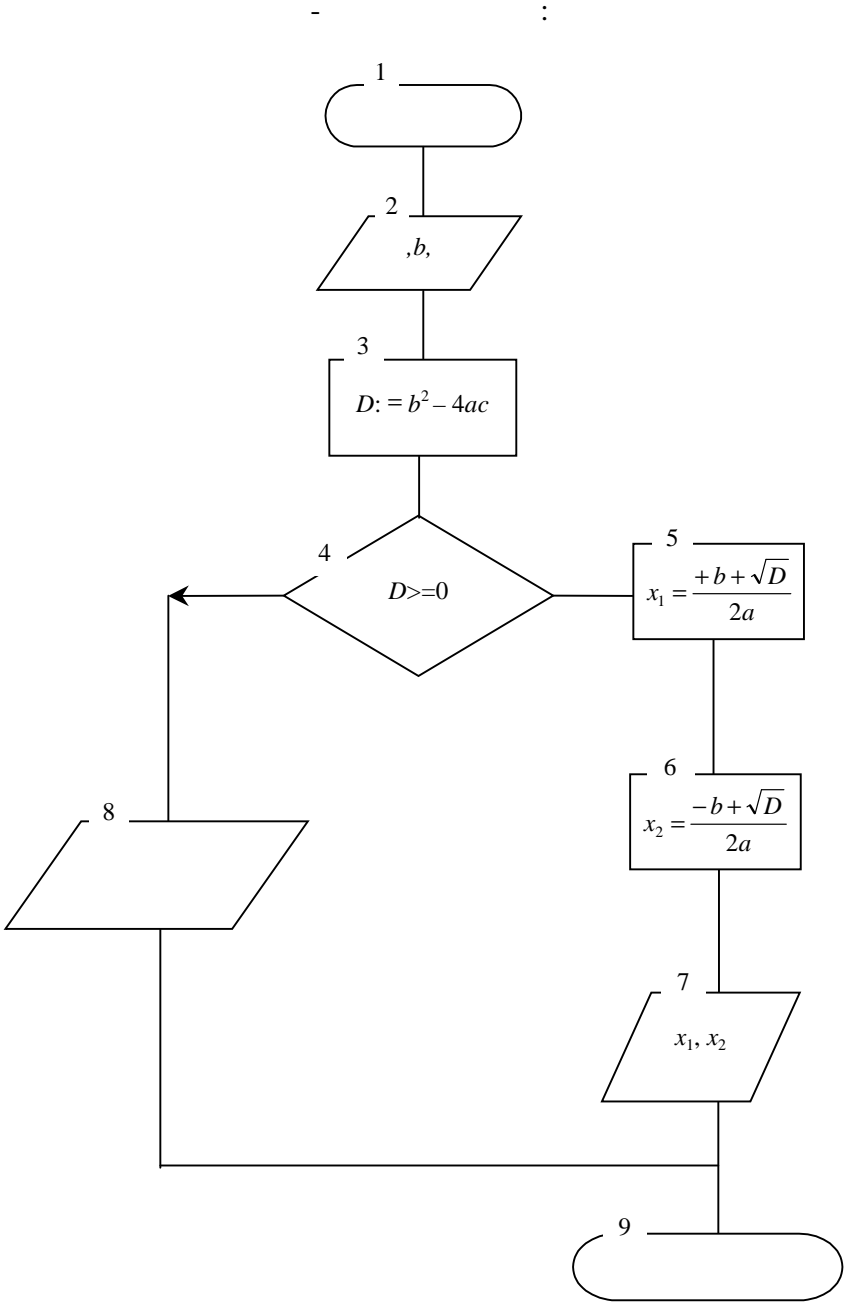 - :
1
2
,b,
3
D: = b² – 4ac
4
D>=0
5
x₁ = (+b+√D)/2a
6
x₂ = (−b+√D)/2a
8
7
x₁, x₂
9